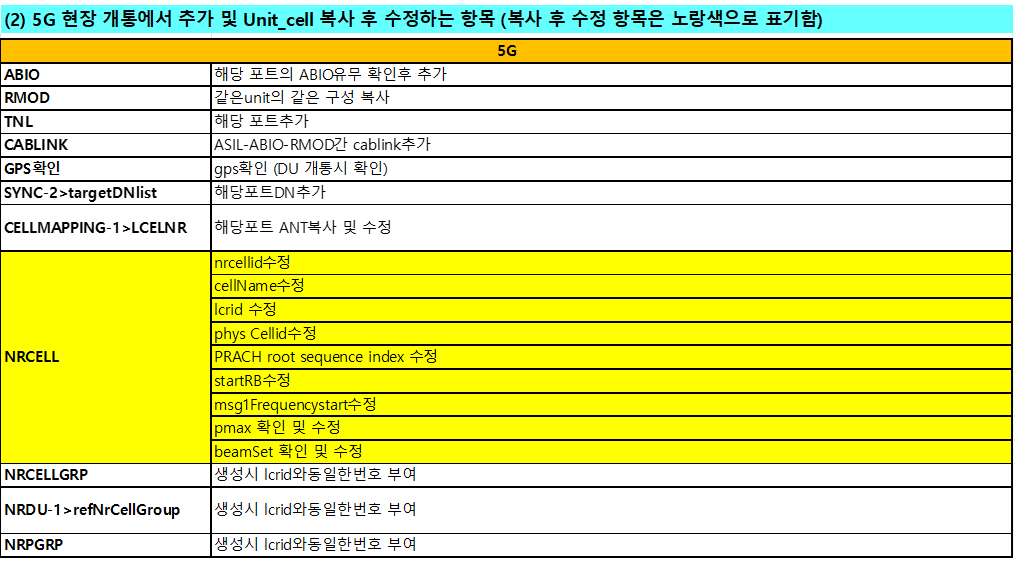 (2) 5G 현장 개통에서 추가 및 Unit_cell 복사 후 수정하는 항목 (복사 후 수정 항목은 노랑색으로 표기함)
5G
ABIO 해당 포트의 ABIO유무 확인후 추가
RMOD 같은unit의 같은 구성 복사
TNL 해당 포트추가
CABLINK ASIL-ABIO-RMOD간 cablink추가
GPS확인 gps확인 (DU 개통시 확인)
SYNC-2>targetDNlist 해당포트DN추가
CELLMAPPING-1>LCELNR 해당포트 ANT복사 및 수정
NRCELL
nrcellid수정
cellName수정
lcrid 수정
phys Cellid수정
PRACH root sequence index 수정
startRB수정
msg1Frequencystart수정
pmax 확인 및 수정
beamSet 확인 및 수정
NRCELLGRP 생성시 lcrid와동일한번호 부여
NRDU-1>refNrCellGroup 생성시 lcrid와동일한번호 부여
NRPGRP 생성시 lcrid와동일한번호 부여